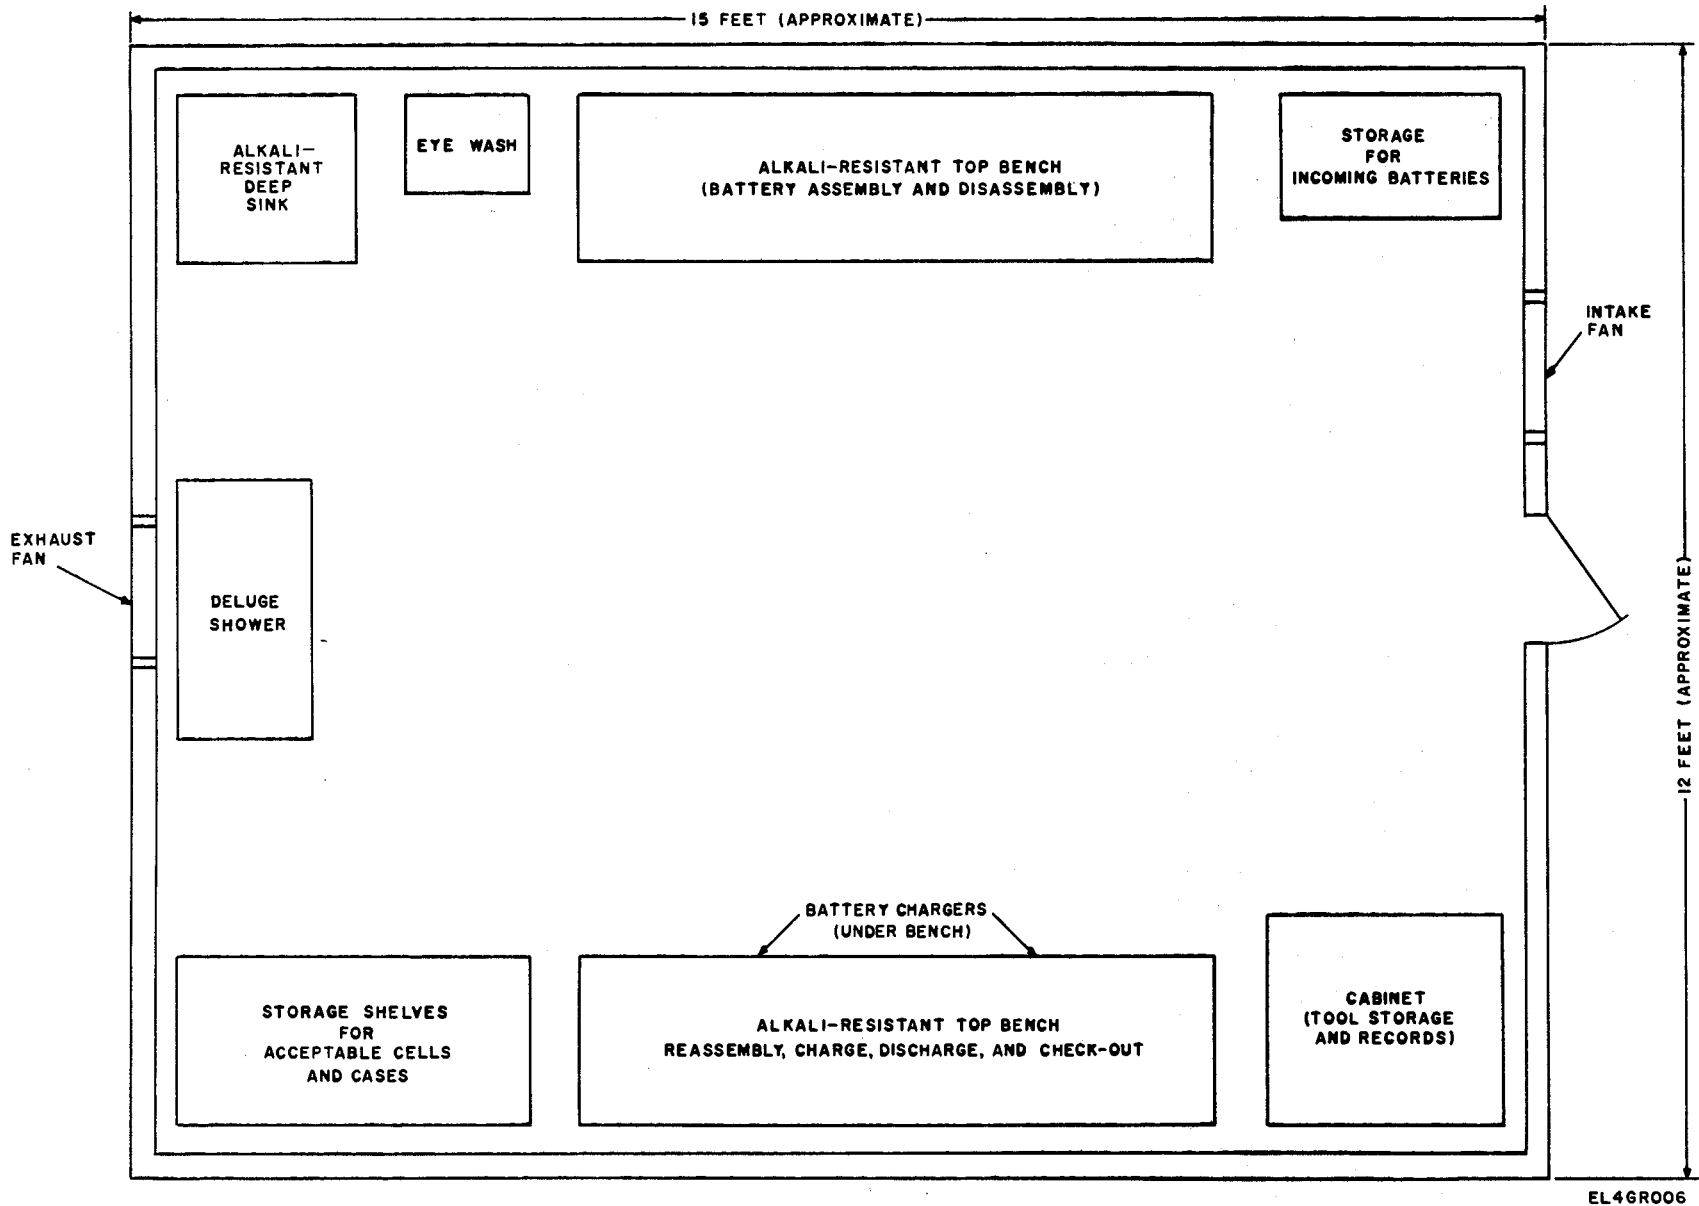 15 FEET (APPROXIMATE)
ALKALI-
RESISTANT
DEEP
SINK
EYE WASH
ALKALI-RESISTANT TOP BENCH
(BATTERY ASSEMBLY AND DISASSEMBLY)
STORAGE
FOR
INCOMING BATTERIES
INTAKE
FAN
EXHAUST
FAN
DELUGE
SHOWER
12 FEET (APPROXIMATE)
BATTERY CHARGERS
(UNDER BENCH)
STORAGE SHELVES
FOR
ACCEPTABLE CELLS
AND CASES
ALKALI-RESISTANT TOP BENCH
REASSEMBLY, CHARGE, DISCHARGE, AND CHECK-OUT
CABINET
(TOOL STORAGE
AND RECORDS)
EL4GR006